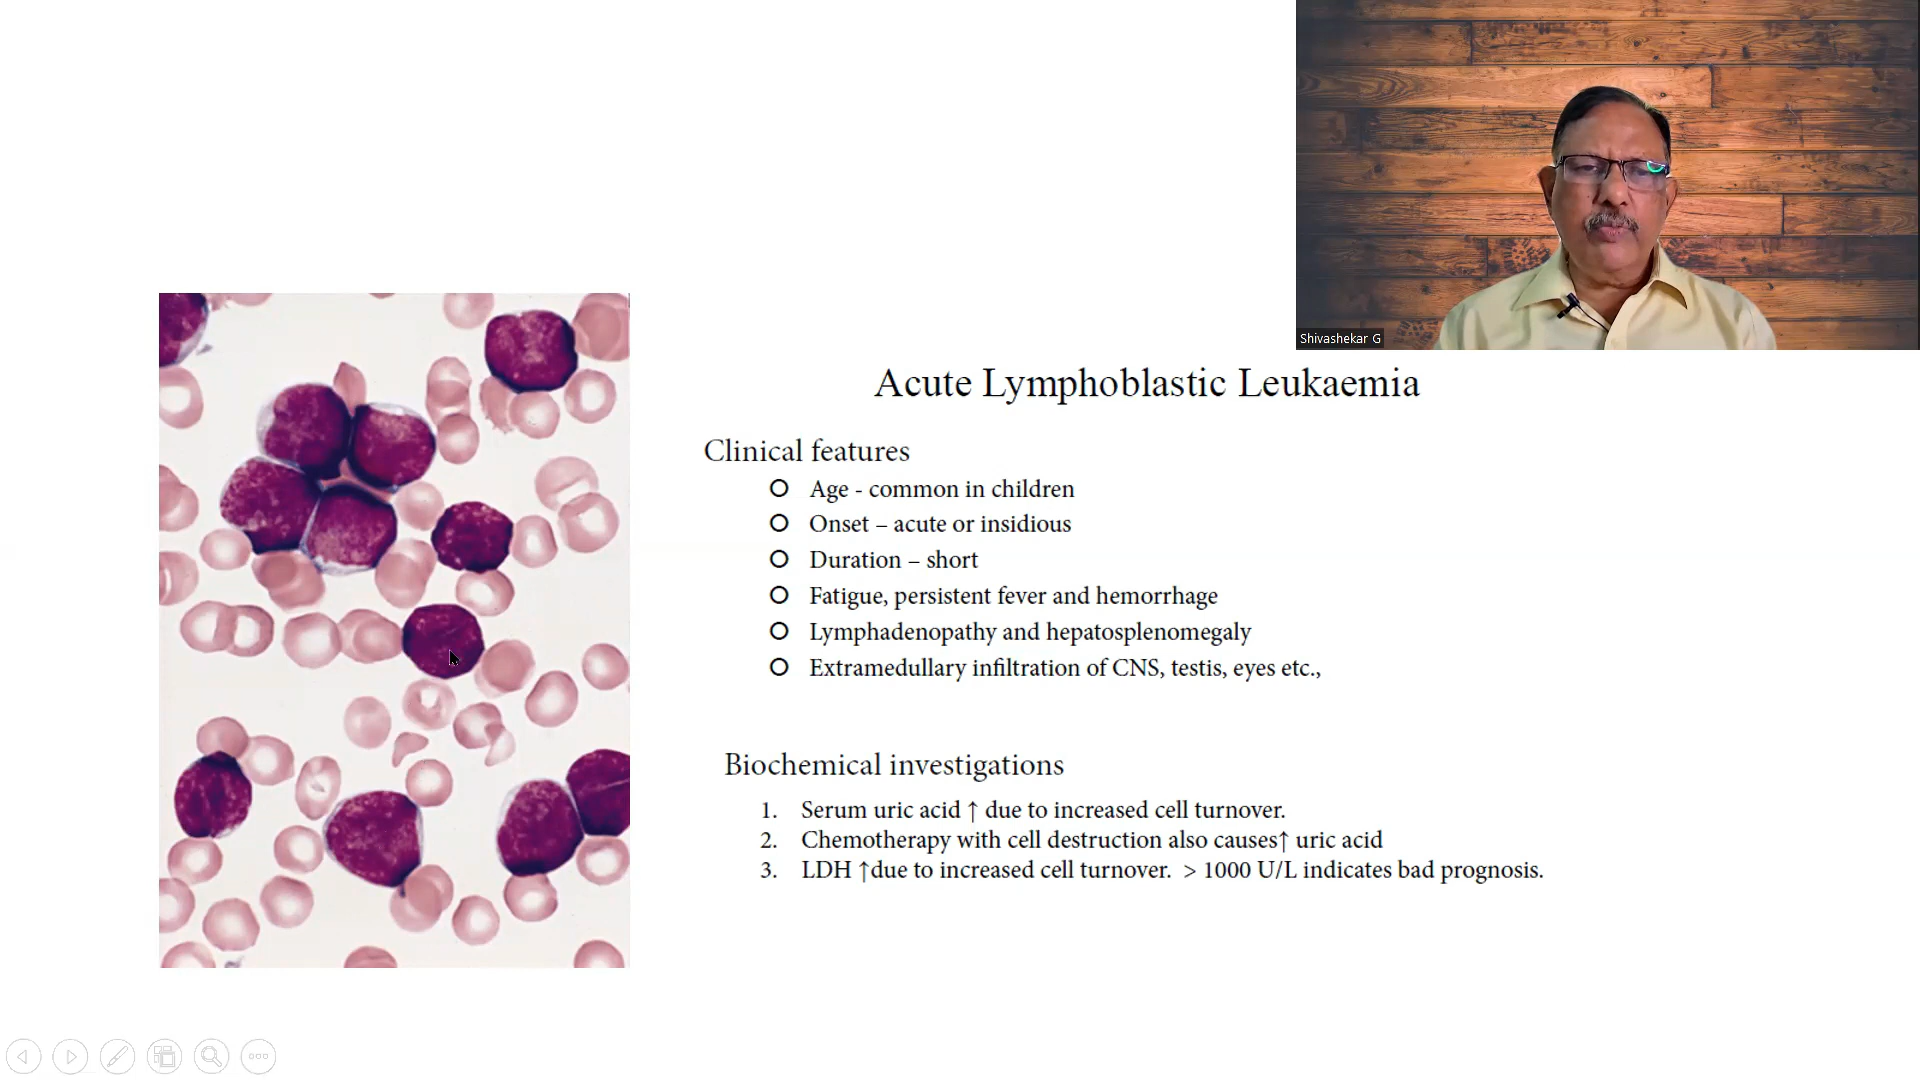 Shivashekar G
Acute Lymphoblastic Leukaemia
Clinical features
Age - common in children
Onset – acute or insidious
Duration – short
Fatigue, persistent fever and hemorrhage
Lymphadenopathy and hepatosplenomegaly
Extramedullary infiltration of CNS, testis, eyes etc.,
Biochemical investigations
1. Serum uric acid ↑ due to increased cell turnover.
2. Chemotherapy with cell destruction also causes↑ uric acid
3. LDH ↑due to increased cell turnover. > 1000 U/L indicates bad prognosis.